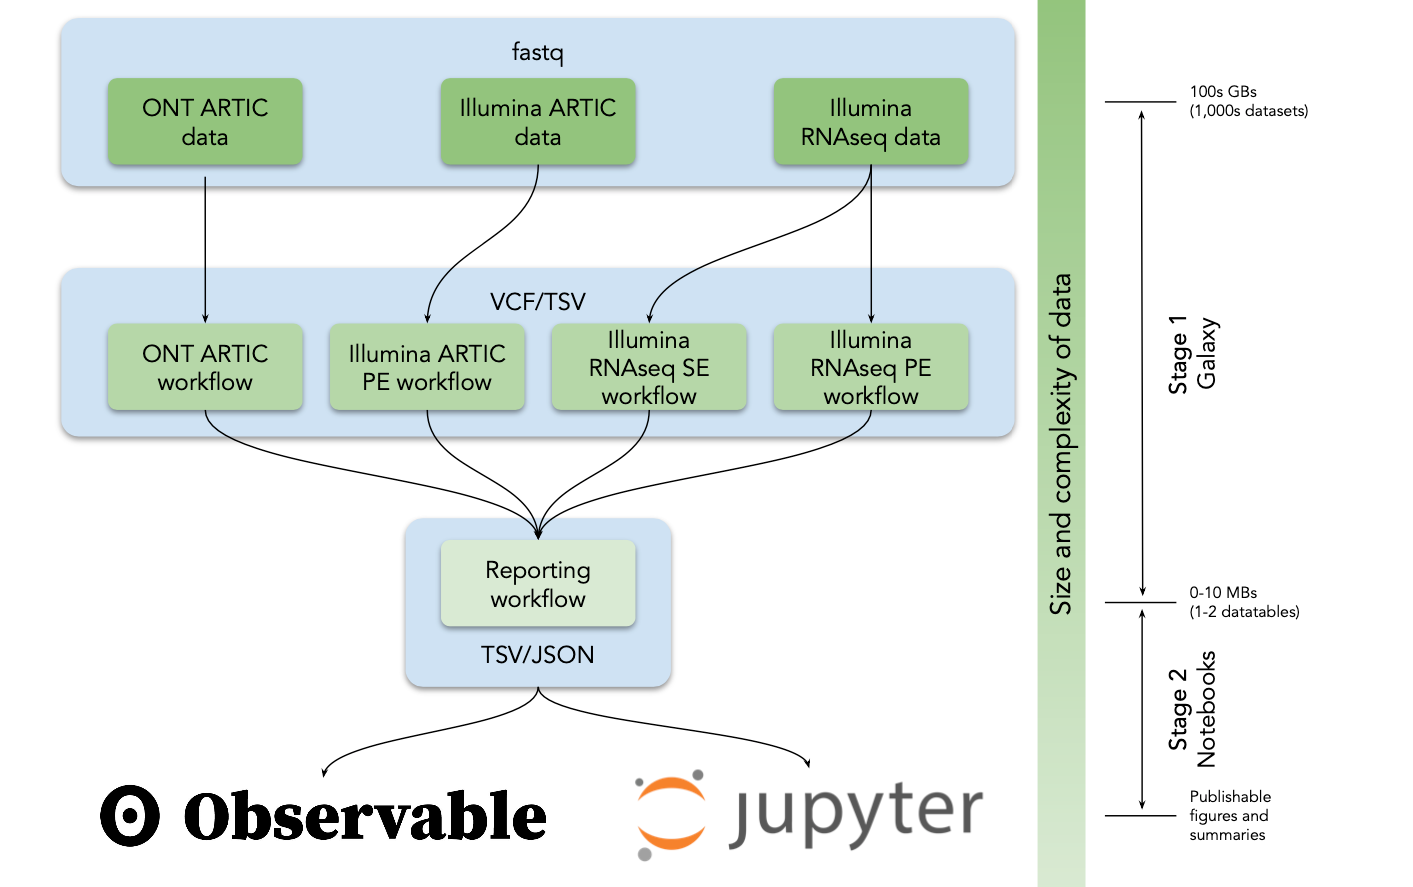 fastq
ONT ARTIC
data
Illumina ARTIC
data
Illumina
RNAseq data
VCF/TSV
ONT ARTIC
workflow
Illumina ARTIC
PE workflow
Illumina
RNAseq SE
workflow
Illumina
RNAseq PE
workflow
Reporting
workflow
TSV/JSON
Observable
jupyter
Size and complexity of data
100s GBs
(1,000s datasets)
Stage 1
Galaxy
0-10 MBs
(1-2 datatables)
Stage 2
Notebooks
Publishable
figures and
summaries